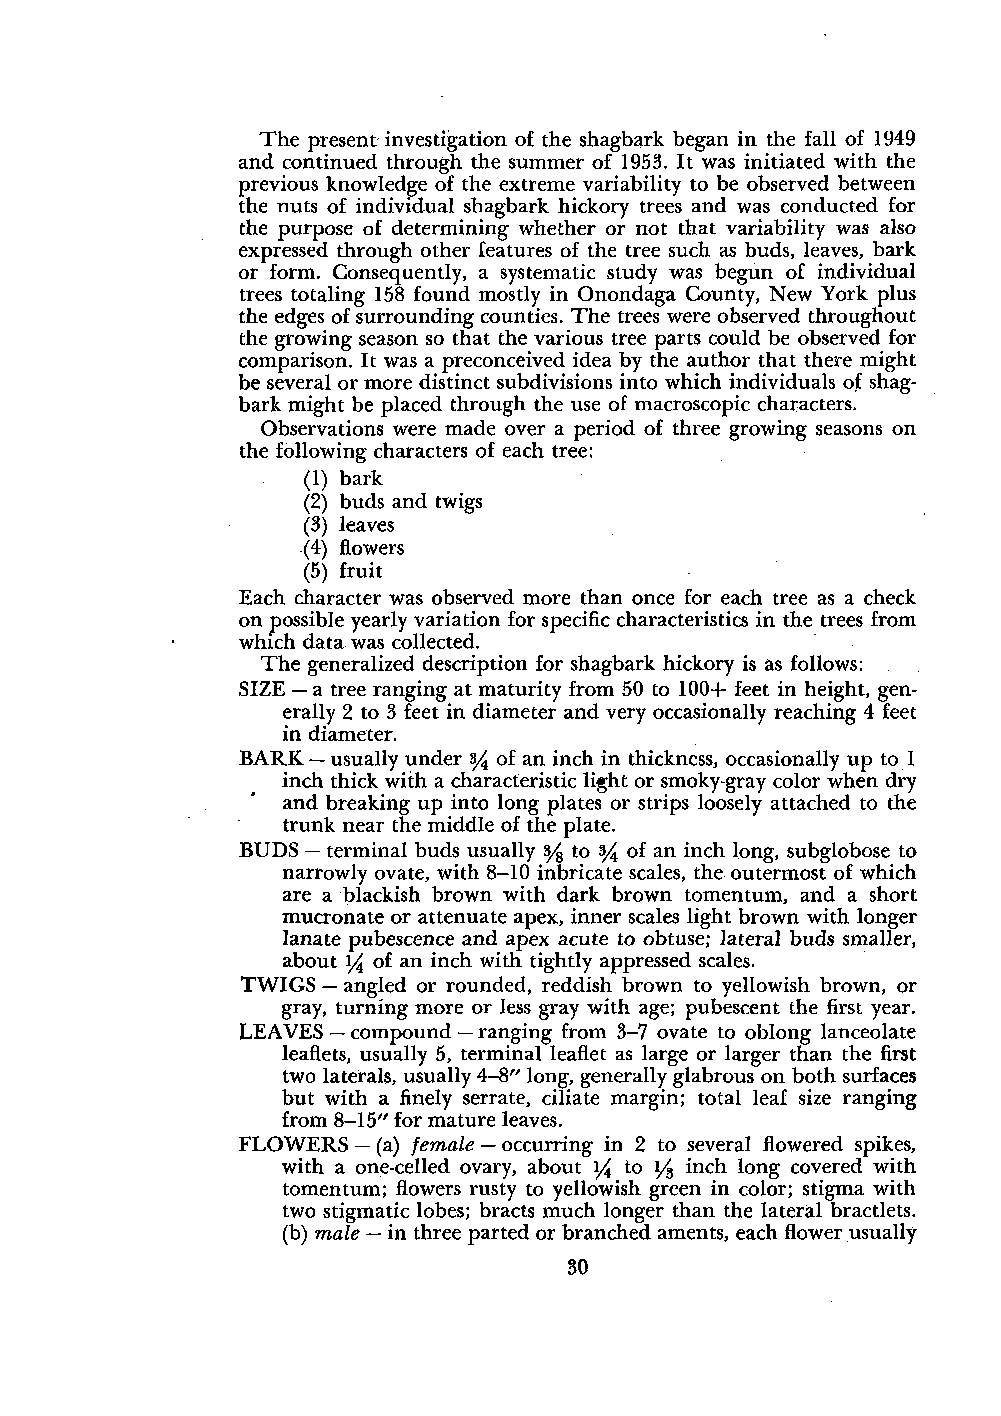 The present investigation of the shagbark began in the fall of 1949
and continued through the summer of 1953. It was initiated with the
previous knowledge of the extreme variability to be observed between
the nuts of individual shagbark hickory trees and was conducted for
the purpose of determining whether or not that variability was also
expressed through other features of the tree such as buds, leaves, bark
or form. Consequently, a systematic study was begun of individual
trees totaling 158 found mostly in Onondaga County, New York plus
the edges of surrounding counties. The trees were observed throughout
the growing season so that the various tree parts could be observed for
comparison. It was a preconceived idea by the author that there might
be several or more distinct subdivisions into which individuals of shag-
bark might be placed through the use of macroscopic characters.
Observations were made over a period of three growing seasons on
the following characters of each tree:
(1) bark
(2) buds and twigs
(3) leaves
(4) flowers
(5) fruit
Each character was observed more than once for each tree as a check
on possible yearly variation for specific characteristics in the trees from
which data was collected.
The generalized description for shagbark hickory is as follows:
SIZE — a tree ranging at maturity from 50 to 100+ feet in height, gen-
erally 2 to 3 feet in diameter and very occasionally reaching 4 feet
in diameter.
BARK — usually under ¾ of an inch in thickness, occasionally up to 1
inch thick with a characteristic light or smoky-gray color when dry
and breaking up into long plates or strips loosely attached to the
trunk near the middle of the plate.
BUDS — terminal buds usually ⅜ to ¾ of an inch long, subglobose to
narrowly ovate, with 8–10 inbricate scales, the outermost of which
are a blackish brown with dark brown tomentum, and a short
mucronate or attenuate apex, inner scales light brown with longer
lanate pubescence and apex acute to obtuse; lateral buds smaller,
about ¼ of an inch with tightly appressed scales.
TWIGS — angled or rounded, reddish brown to yellowish brown, or
gray, turning more or less gray with age; pubescent the first year.
LEAVES — compound — ranging from 3–7 ovate to oblong lanceolate
leaflets, usually 5, terminal leaflet as large or larger than the first
two laterals, usually 4–8" long, generally glabrous on both surfaces
but with a finely serrate, ciliate margin; total leaf size ranging
from 8–15" for mature leaves.
FLOWERS — (a) female — occurring in 2 to several flowered spikes,
with a one-celled ovary, about ¼ to ⅓ inch long covered with
tomentum; flowers rusty to yellowish green in color; stigma with
two stigmatic lobes; bracts much longer than the lateral bractlets.
(b) male — in three parted or branched aments, each flower usually
30